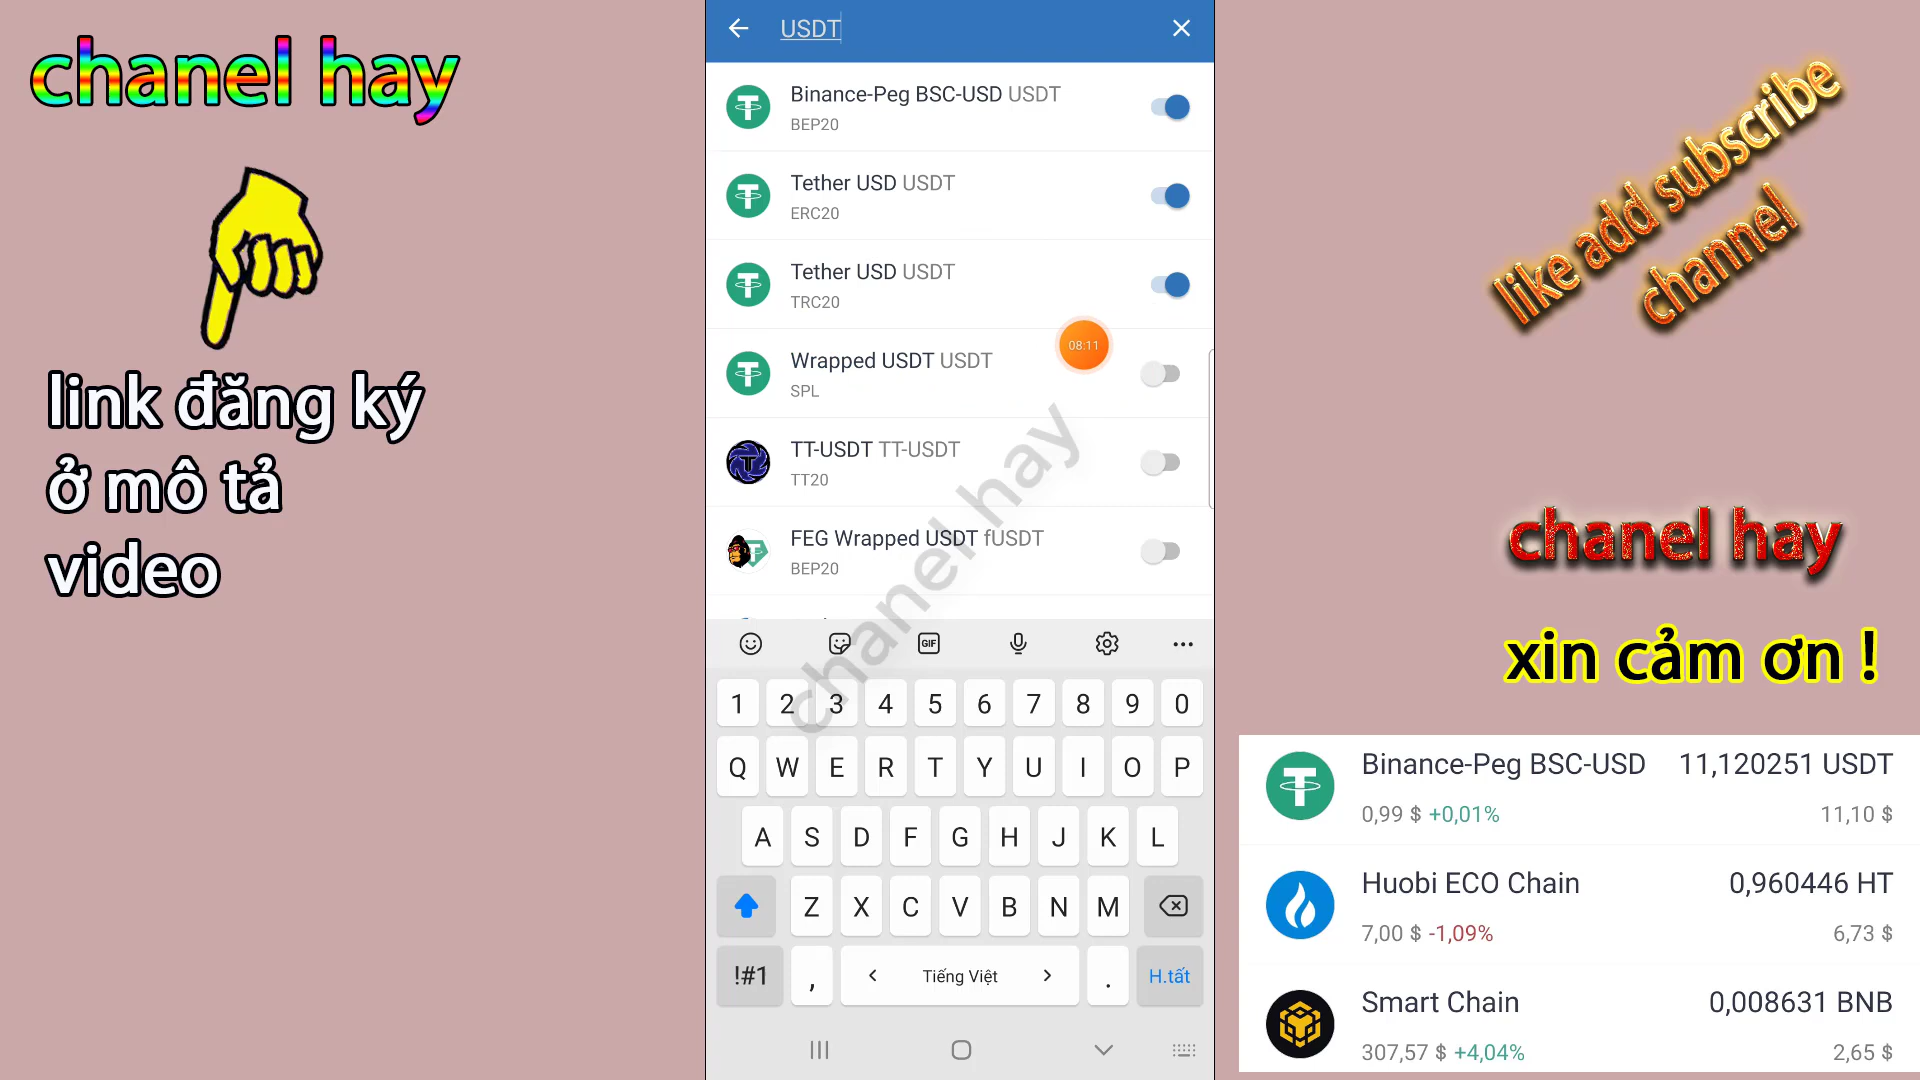 chanel hay
link đăng ký
ở mô tả
video
USDT
Binance-Peg BSC-USD USDT
BEP20
Tether USD USDT
ERC20
Tether USD USDT
TRC20
08:11
Wrapped USDT USDT
SPL
TT-USDT TT-USDT
TT20
FEG Wrapped USDT fUSDT
BEP20
chanel hay
GIF
1 2 3 4 5 6 7 8 9 0
Q W E R T Y U I O P
A S D F G H J K L
Z X C V B N M
!#1 , < Tiếng Việt > . H.tất
like add subscribe
channel
chanel hay
xin cảm ơn !
Binance-Peg BSC-USD 11,120251 USDT
0,99 $ +0,01% 11,10 $
Huobi ECO Chain 0,960446 HT
7,00 $ -1,09% 6,73 $
Smart Chain 0,008631 BNB
307,57 $ +4,04% 2,65 $